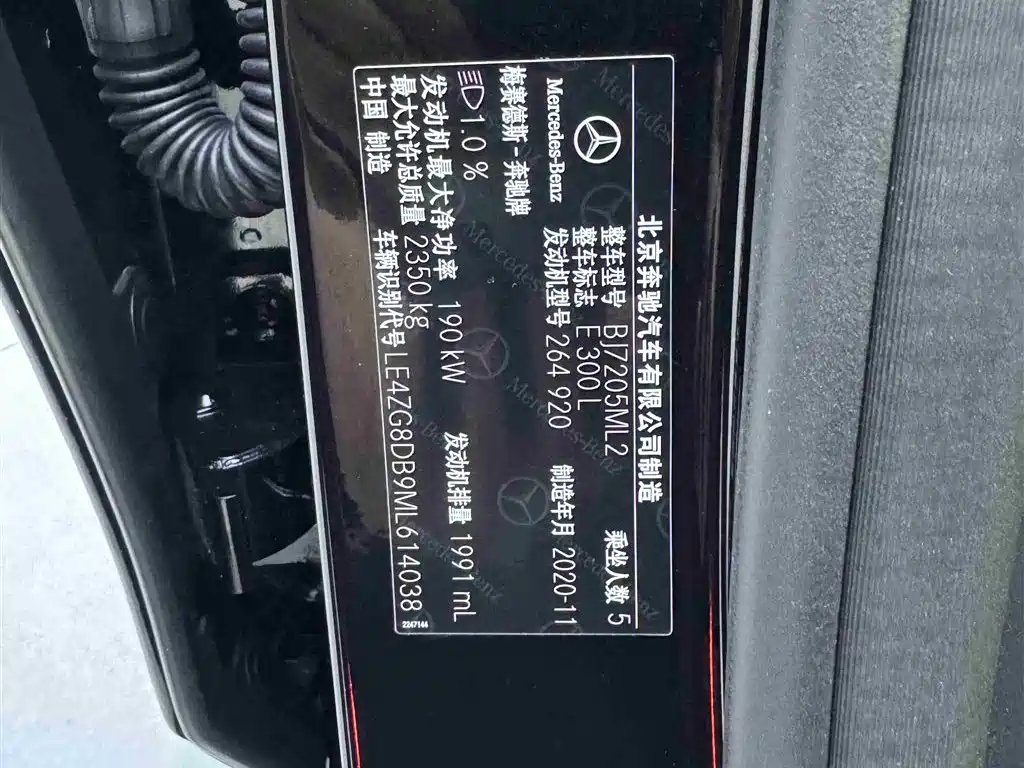 北京奔驰汽车有限公司制造
Mercedes-Benz
梅赛德斯-奔驰牌
整车型号 BJ7205ML2 乘坐人数 5
整车标志 E 300 L
发动机型号 264 920 制造年月 2020-11
1.0 %
发动机最大净功率 190 kW 发动机排量 1991 mL
最大允许总质量 2350 kg
中国 制造 车辆识别代号 LE4ZG8DB9ML614038
2247144